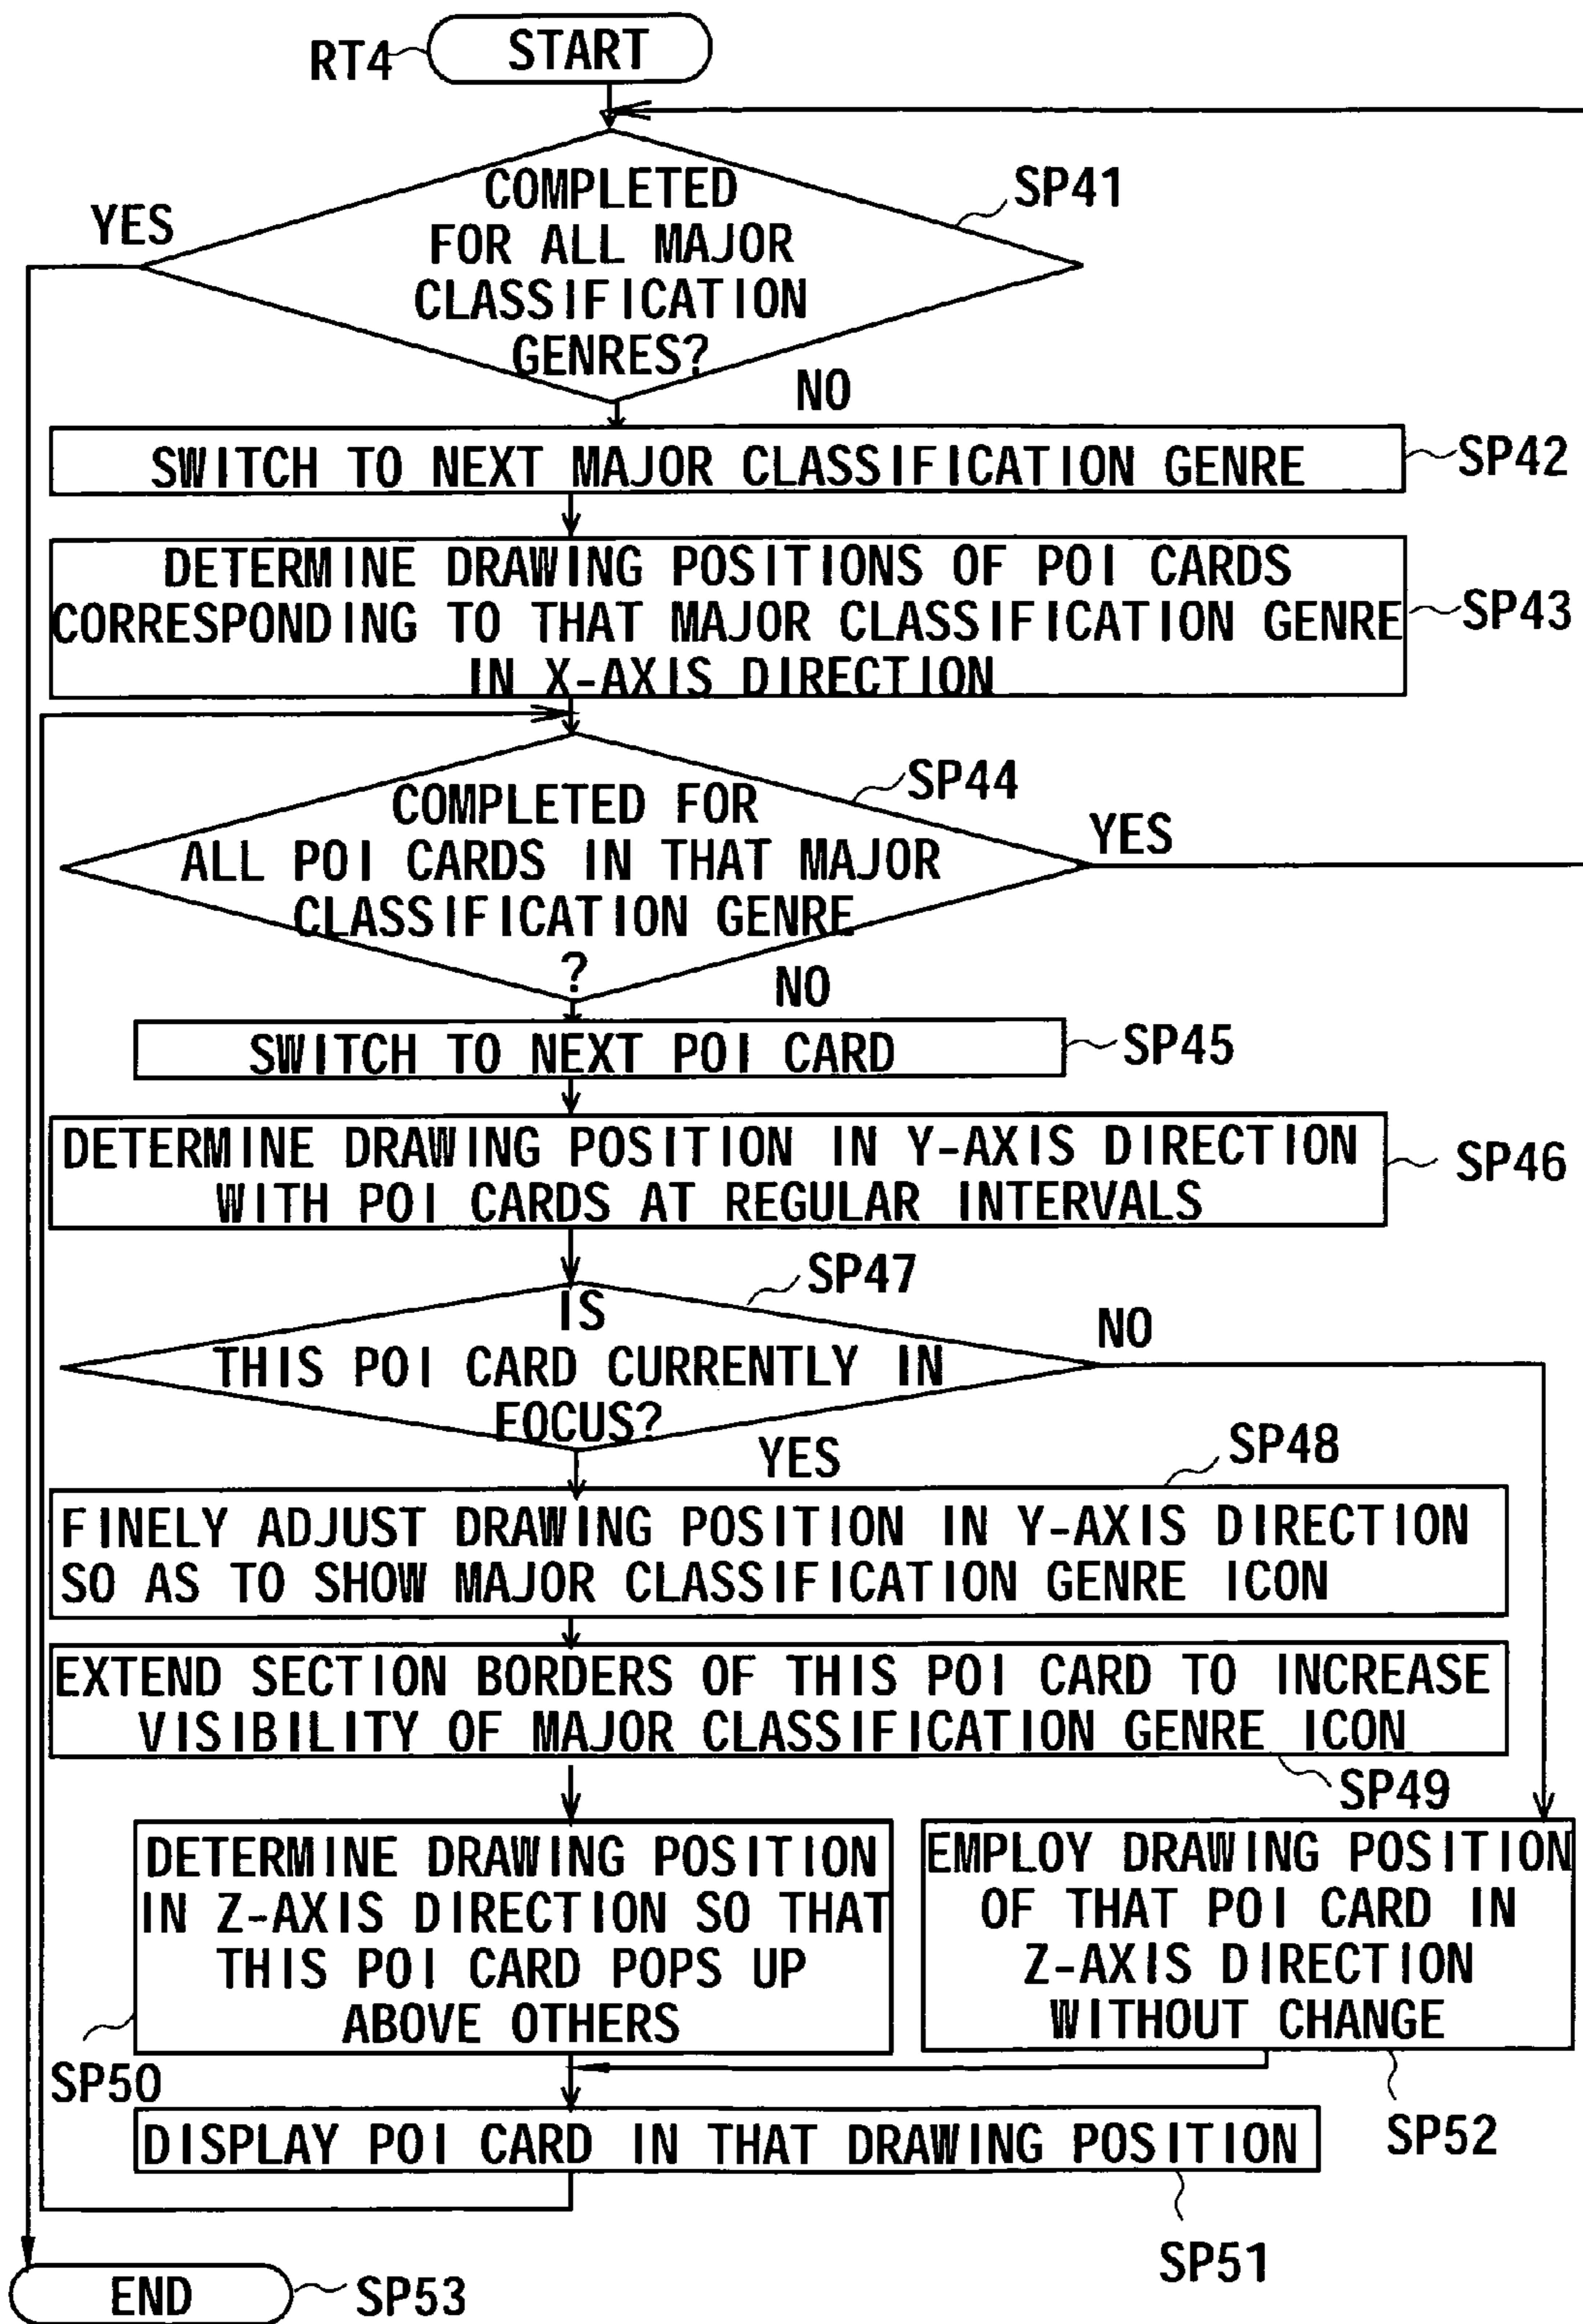 RT4
START
COMPLETED
FOR ALL MAJOR
CLASSIFICATION
GENRES?
SP41
YES
NO
SWITCH TO NEXT MAJOR CLASSIFICATION GENRE
SP42
DETERMINE DRAWING POSITIONS OF POI CARDS
CORRESPONDING TO THAT MAJOR CLASSIFICATION GENRE
IN X-AXIS DIRECTION
SP43
COMPLETED FOR
ALL POI CARDS IN THAT MAJOR
CLASSIFICATION GENRE
?
SP44
YES
NO
SWITCH TO NEXT POI CARD
SP45
DETERMINE DRAWING POSITION IN Y-AXIS DIRECTION
WITH POI CARDS AT REGULAR INTERVALS
SP46
IS
THIS POI CARD CURRENTLY IN
FOCUS?
SP47
NO
YES
SP48
FINELY ADJUST DRAWING POSITION IN Y-AXIS DIRECTION
SO AS TO SHOW MAJOR CLASSIFICATION GENRE ICON
EXTEND SECTION BORDERS OF THIS POI CARD TO INCREASE
VISIBILITY OF MAJOR CLASSIFICATION GENRE ICON
SP49
DETERMINE DRAWING POSITION
IN Z-AXIS DIRECTION SO THAT
THIS POI CARD POPS UP
ABOVE OTHERS
SP50
EMPLOY DRAWING POSITION
OF THAT POI CARD IN
Z-AXIS DIRECTION
WITHOUT CHANGE
SP52
DISPLAY POI CARD IN THAT DRAWING POSITION
SP51
END
SP53